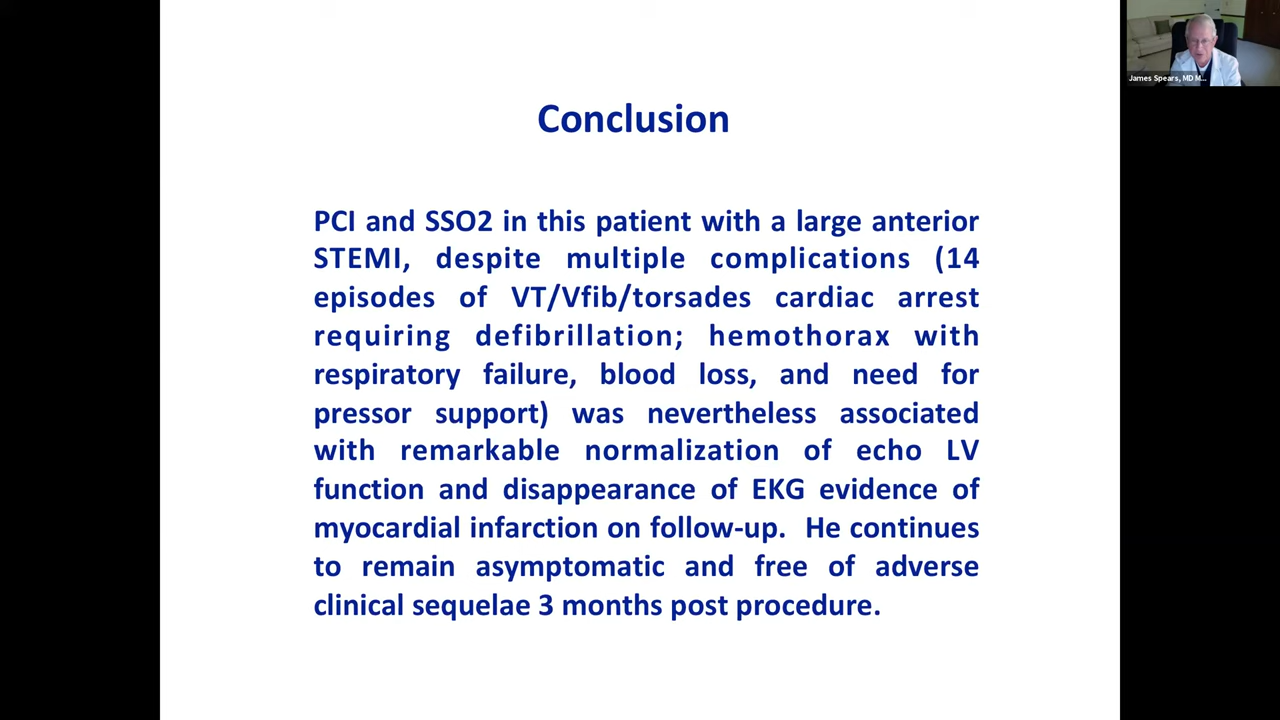 James Spears, MD M...
Conclusion
PCI and SSO2 in this patient with a large anterior
STEMI, despite multiple complications (14
episodes of VT/Vfib/torsades cardiac arrest
requiring defibrillation; hemothorax with
respiratory failure, blood loss, and need for
pressor support) was nevertheless associated
with remarkable normalization of echo LV
function and disappearance of EKG evidence of
myocardial infarction on follow-up. He continues
to remain asymptomatic and free of adverse
clinical sequelae 3 months post procedure.